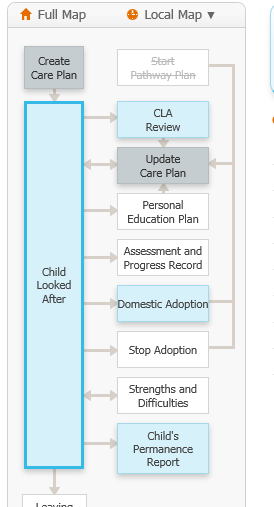 Full Map
Local Map ▼
Create
Care Plan
Start
Pathway Plan
CLA
Review
Update
Care Plan
Personal
Education Plan
Assessment and
Progress Record
Child
Looked
After
Domestic Adoption
Stop Adoption
Strengths and
Difficulties
Child's
Permanence
Report
Leaving